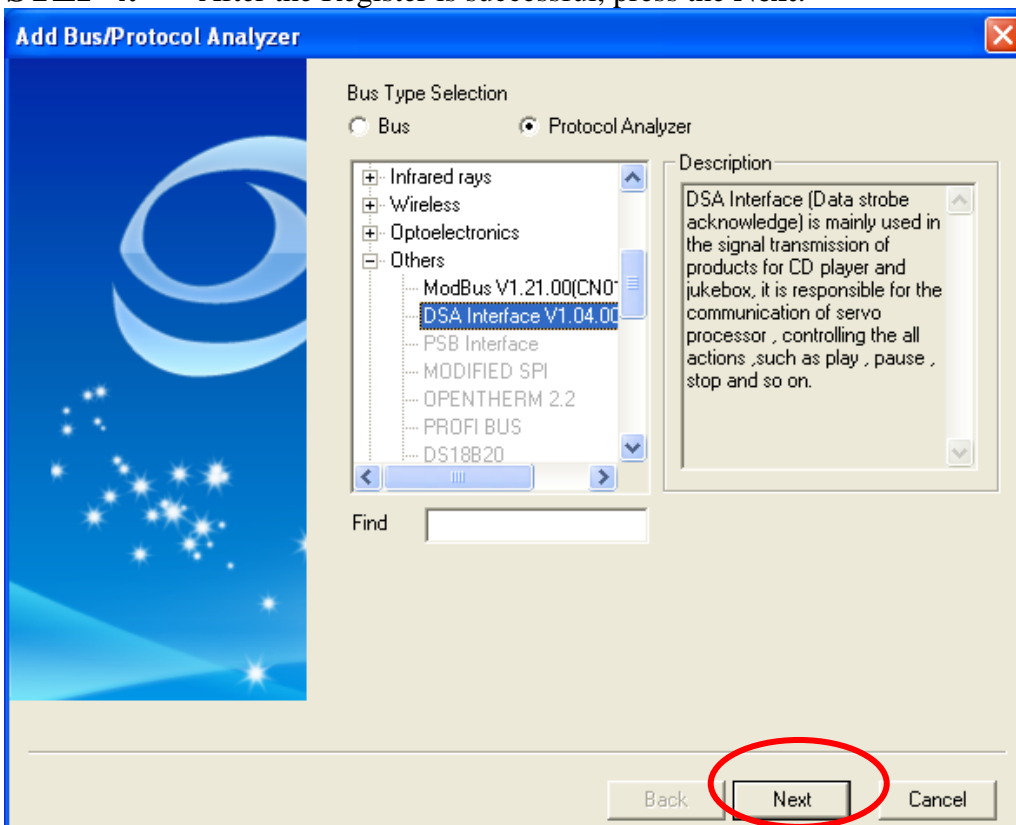 After the Register is successful, press the Next.
Add Bus/Protocol Analyzer
Bus Type Selection
Bus
Protocol Analyzer
Infrared rays
Wireless
Optoelectronics
Others
ModBus V1.21.00(CN0
DSA Interface V1.04.00
PSB Interface
MODIFIED SPI
OPENTHERM 2.2
PROFI BUS
DS18B20
Description
DSA Interface (Data strobe
acknowledge) is mainly used in
the signal transmission of
products for CD player and
jukebox, it is responsible for the
communication of servo
processor , controlling the all
actions ,such as play , pause ,
stop and so on.
Find
Back
Next
Cancel